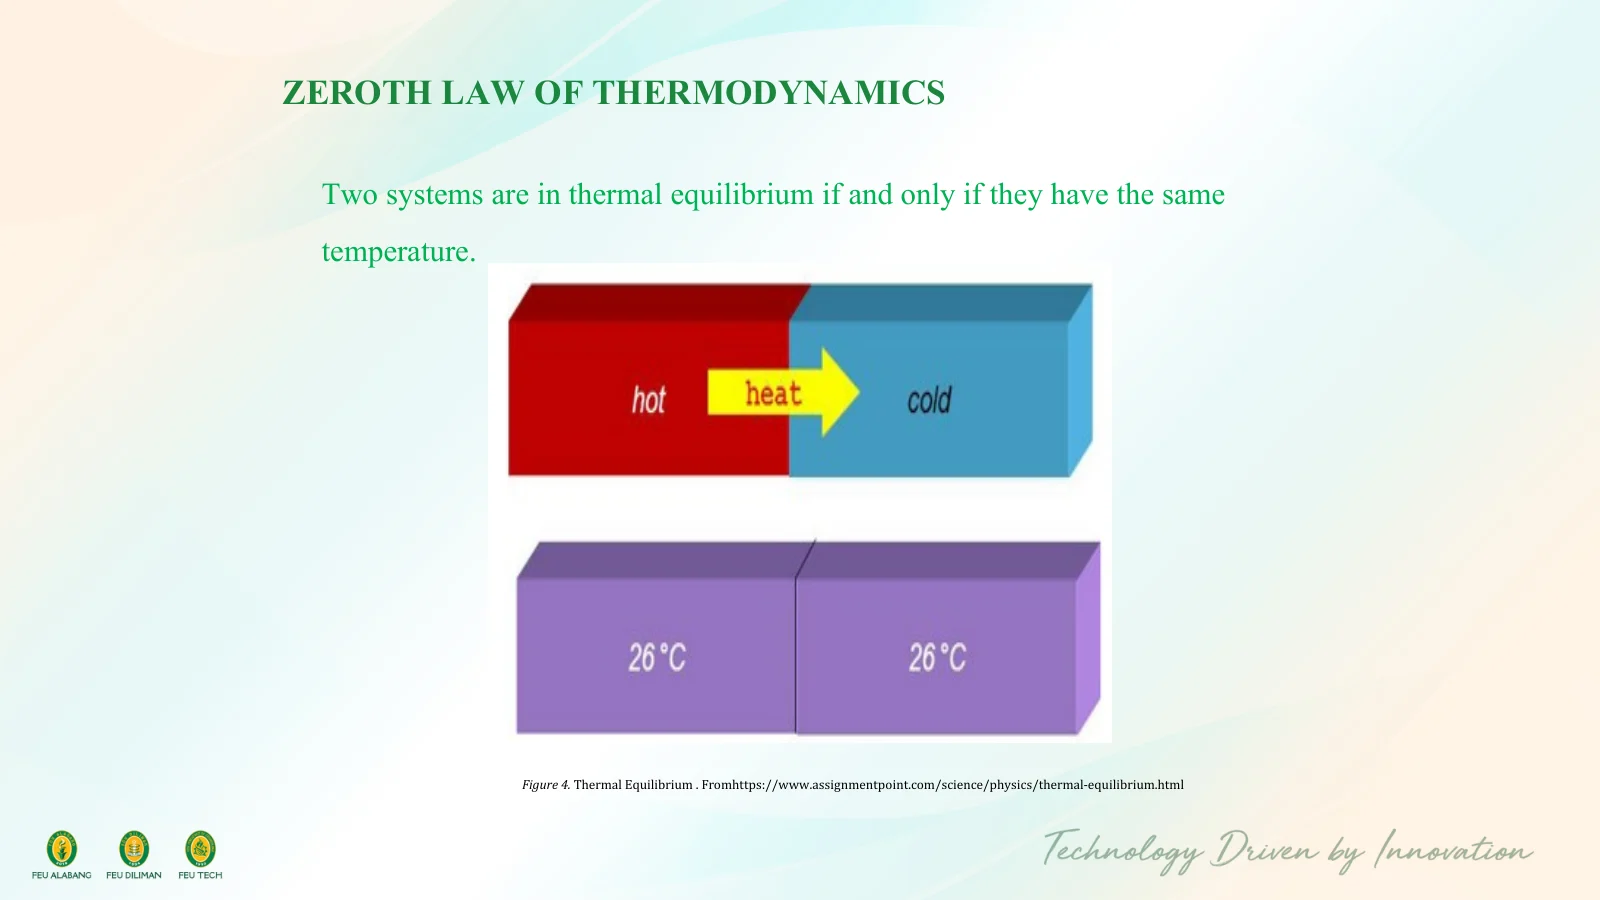 ZEROTH LAW OF THERMODYNAMICS
Two systems are in thermal equilibrium if and only if they have the same
temperature.
hot
heat
cold
26°C
26°C
Figure 4. Thermal Equilibrium . Fromhttps://www.assignmentpoint.com/science/physics/thermal-equilibrium.html
FEU ALABANG
FEU DILIMAN
FEU TECH
Technology Driven by Innovation